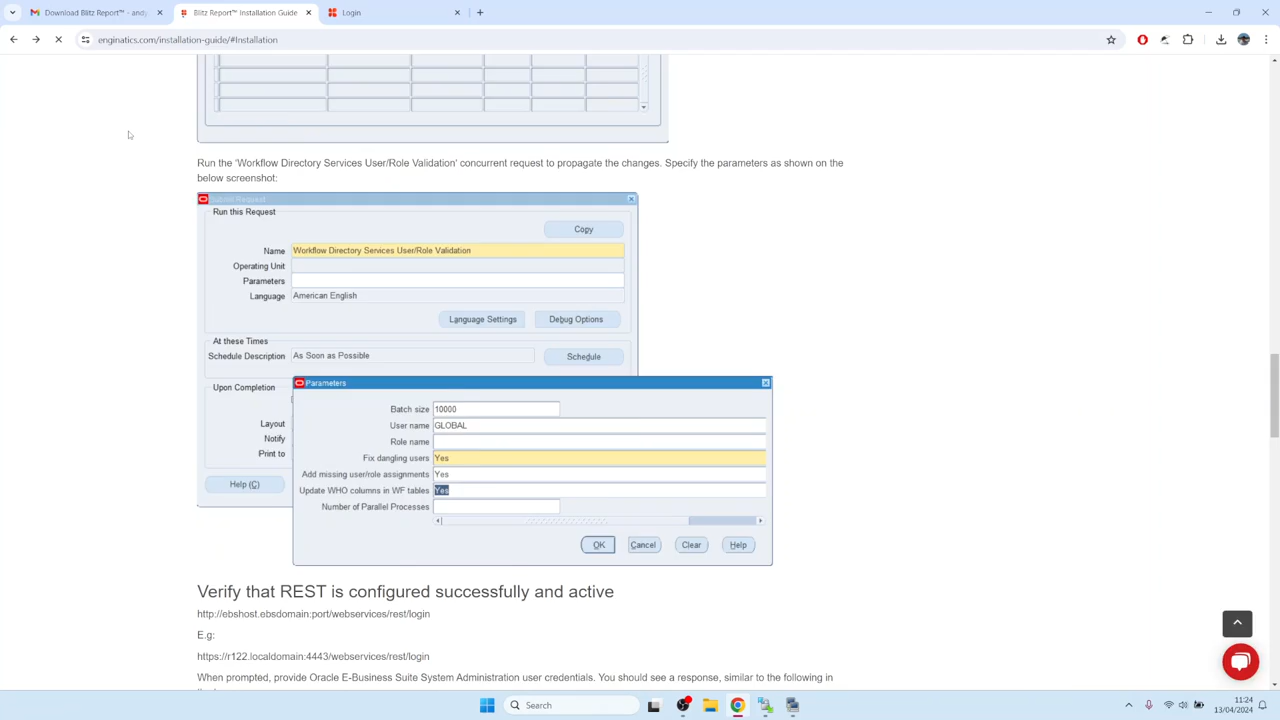 Download Blitz Report™ - andy
Blitz Report™ Installation Guide
Login
enginatics.com/installation-guide/#Installation
Run the 'Workflow Directory Services User/Role Validation' concurrent request to propagate the changes. Specify the parameters as shown on the
below screenshot:
Submit Request
Run this Request
Copy
Name Workflow Directory Services User/Role Validation
Operating Unit
Parameters
Language American English
Language Settings Debug Options
At these Times
Schedule Description As Soon as Possible Schedule
Upon Completion
Layout
Notify
Print to
Help (C)
Parameters
Batch size 10000
User name GLOBAL
Role name
Fix dangling users Yes
Add missing user/role assignments Yes
Update WHO columns in WF tables Yes
Number of Parallel Processes
OK Cancel Clear Help
Verify that REST is configured successfully and active
http://ebshost.ebsdomain:port/webservices/rest/login
E.g:
https://r122.localdomain:4443/webservices/rest/login
When prompted, provide Oracle E-Business Suite System Administration user credentials. You should see a response, similar to the following in
Search
11:24
13/04/2024